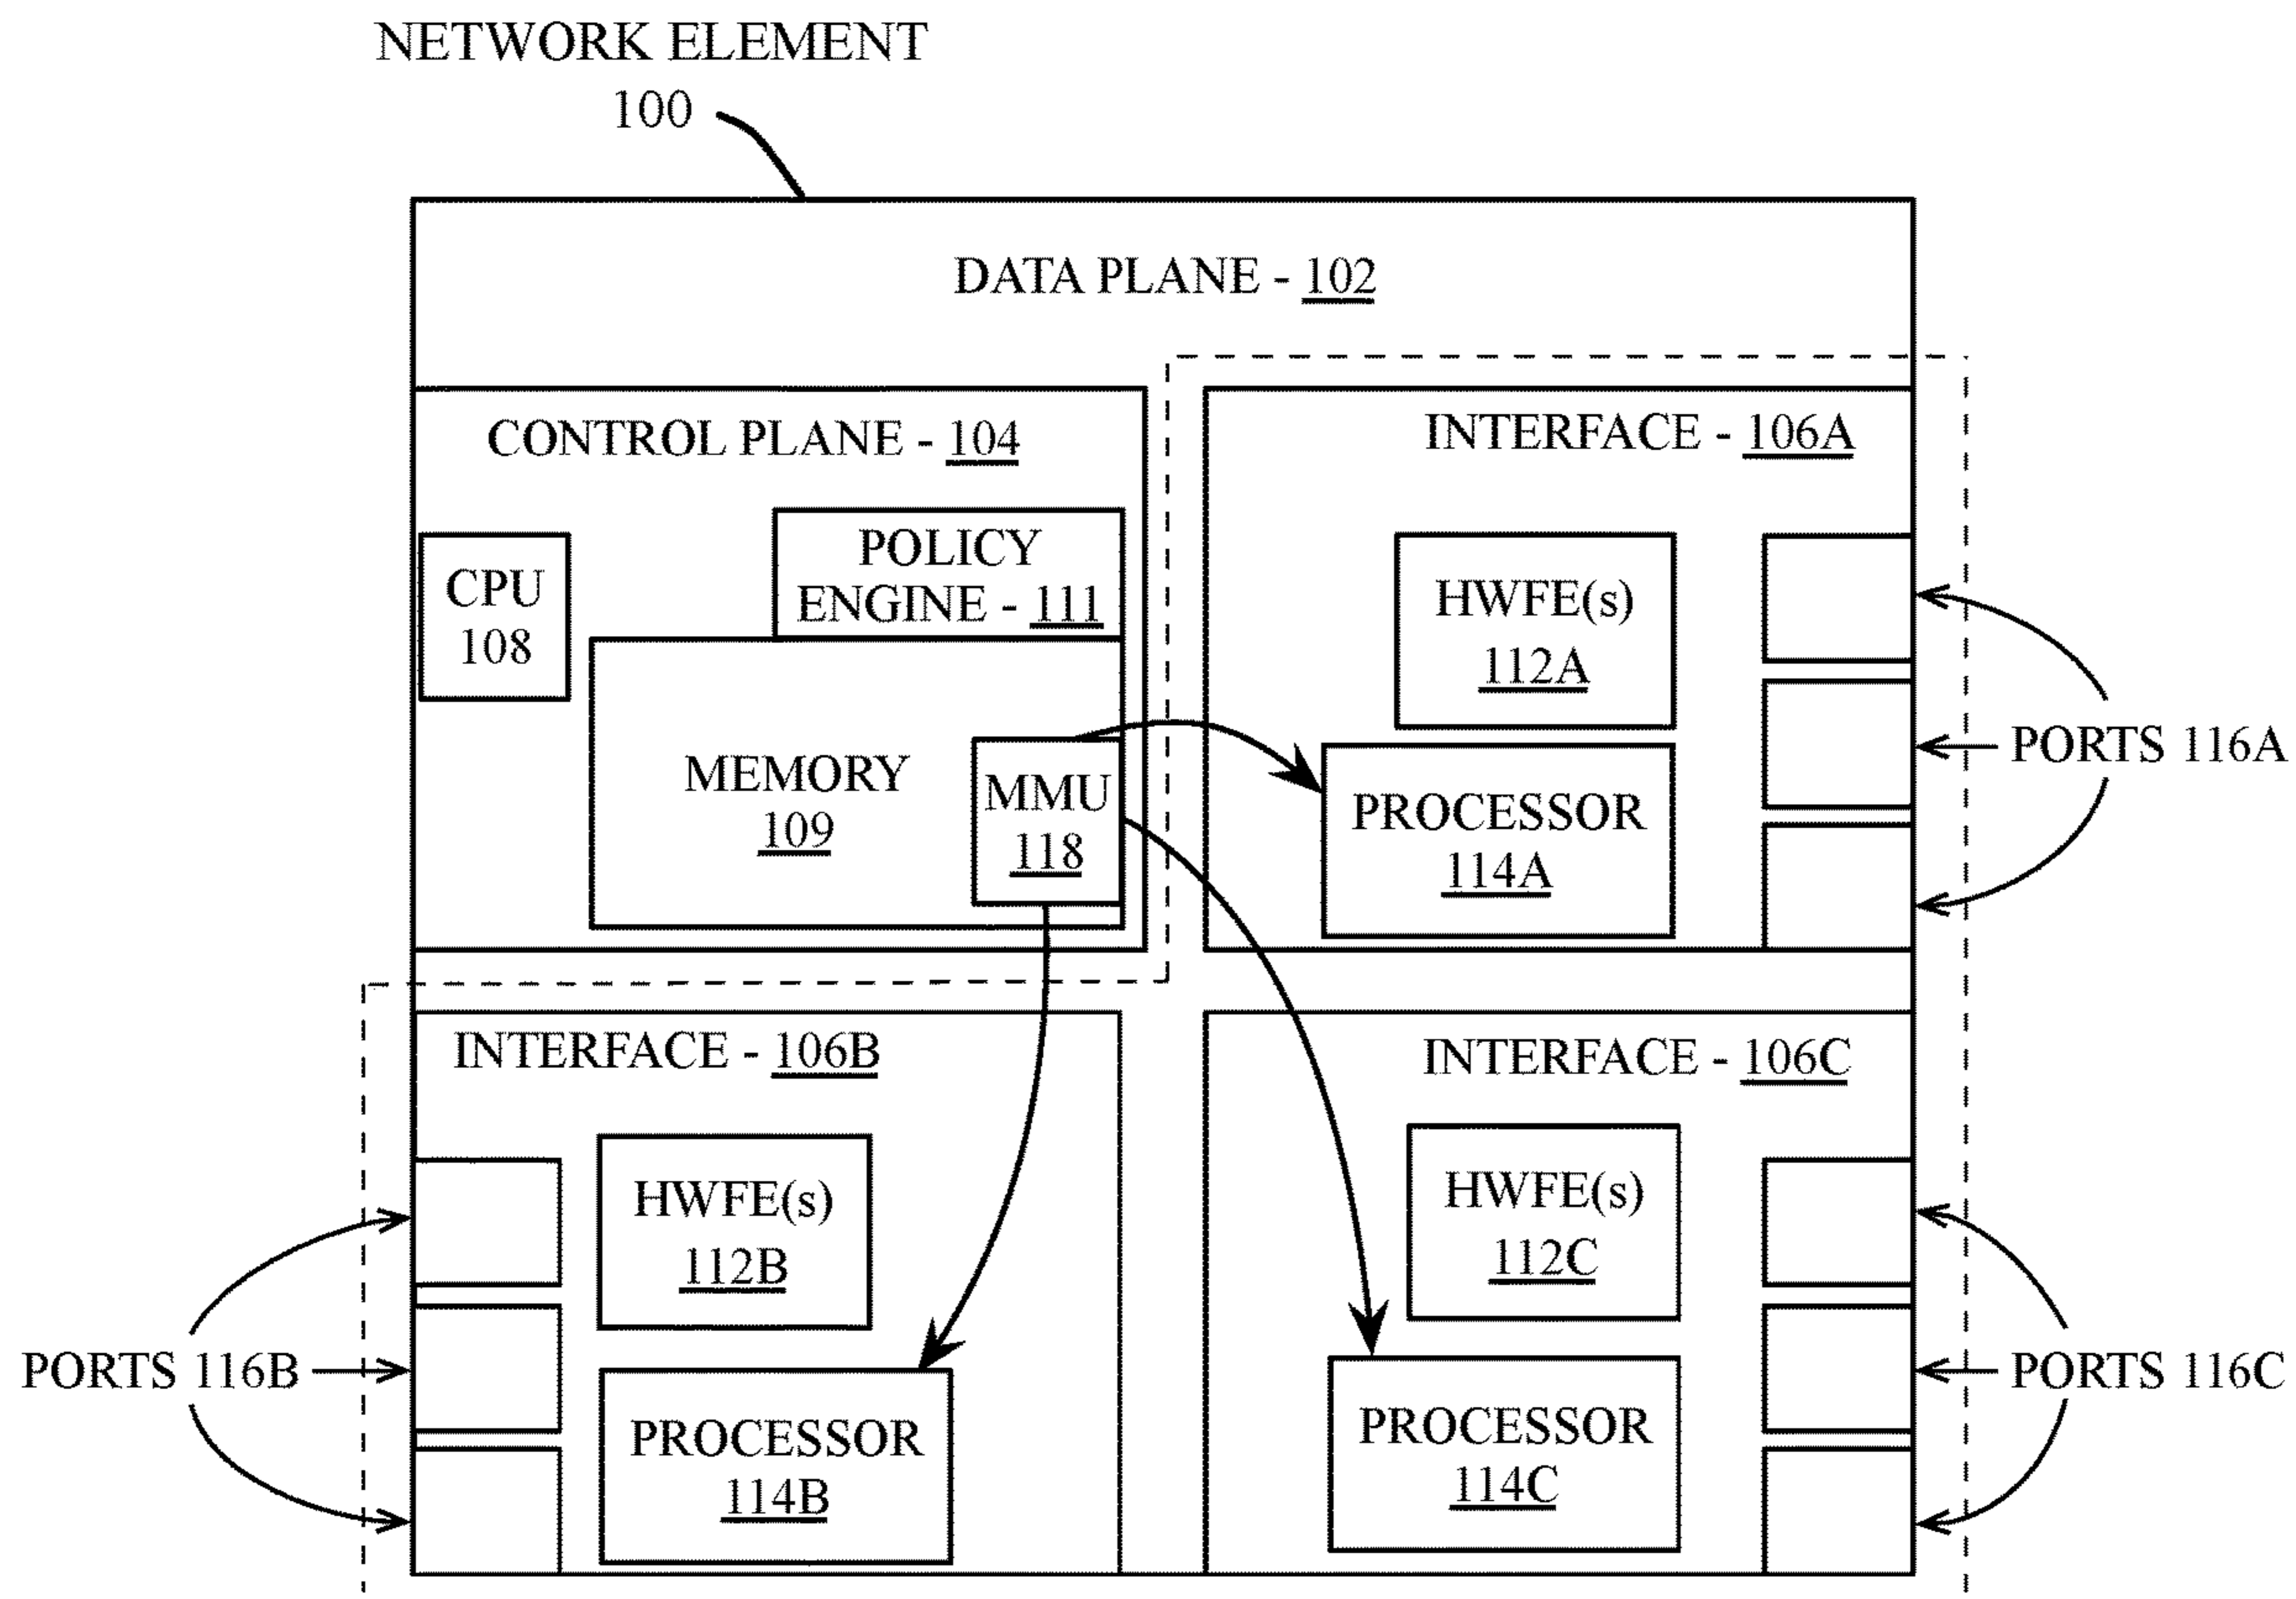 NETWORK ELEMENT
100
DATA PLANE - 102
CONTROL PLANE - 104
POLICY
ENGINE - 111
CPU
108
MEMORY
109
MMU
118
INTERFACE - 106A
HWFE(s)
112A
PROCESSOR
114A
PORTS 116A
INTERFACE - 106B
HWFE(s)
112B
PROCESSOR
114B
PORTS 116B
INTERFACE - 106C
HWFE(s)
112C
PROCESSOR
114C
PORTS 116C